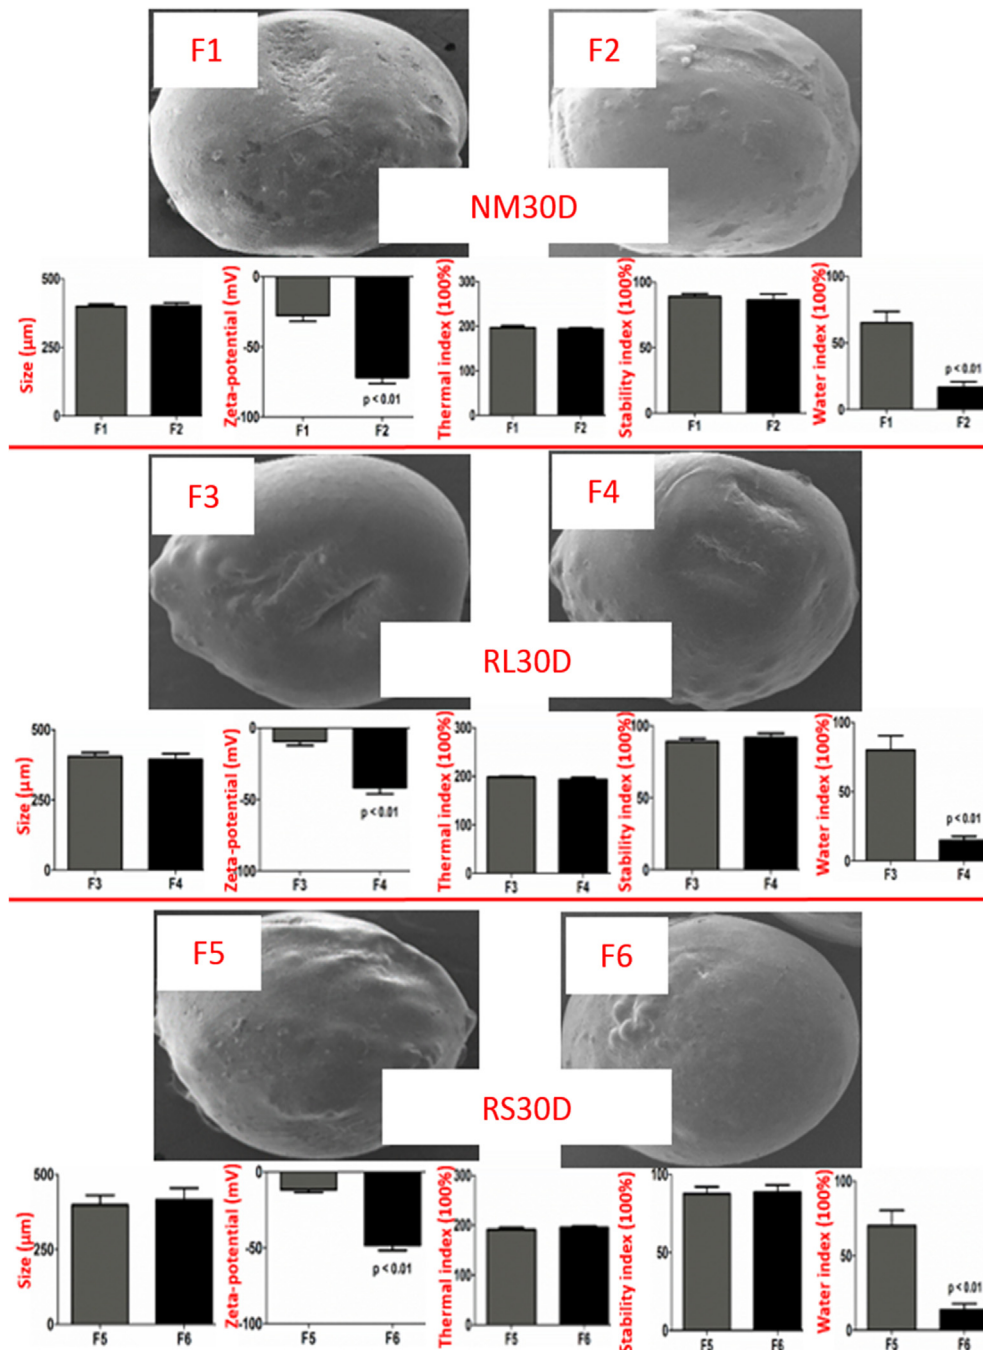 F1
F2
NM30D
Size (µm)
500
250
0
F1
F2
Zeta-potential (mV)
0
-50
-100
F1
F2
p < 0.01
Thermal index (100%)
300
200
100
0
F1
F2
Stability index (100%)
100
50
0
F1
F2
Water index (100%)
100
50
0
F1
F2
p < 0.01
F3
F4
RL30D
Size (µm)
500
250
0
F3
F4
Zeta-potential (mV)
0
-50
-100
F3
F4
p < 0.01
Thermal index (100%)
300
200
100
0
F3
F4
Stability index (100%)
100
50
0
F3
F4
Water index (100%)
100
50
0
F3
F4
p < 0.01
F5
F6
RS30D
Size (µm)
500
250
0
F5
F6
Zeta-potential (mV)
0
-50
-100
F5
F6
p < 0.01
Thermal index (100%)
300
200
100
0
F5
F6
Stability index (100%)
100
50
0
F5
F6
Water index (100%)
100
50
0
F5
F6
p < 0.01